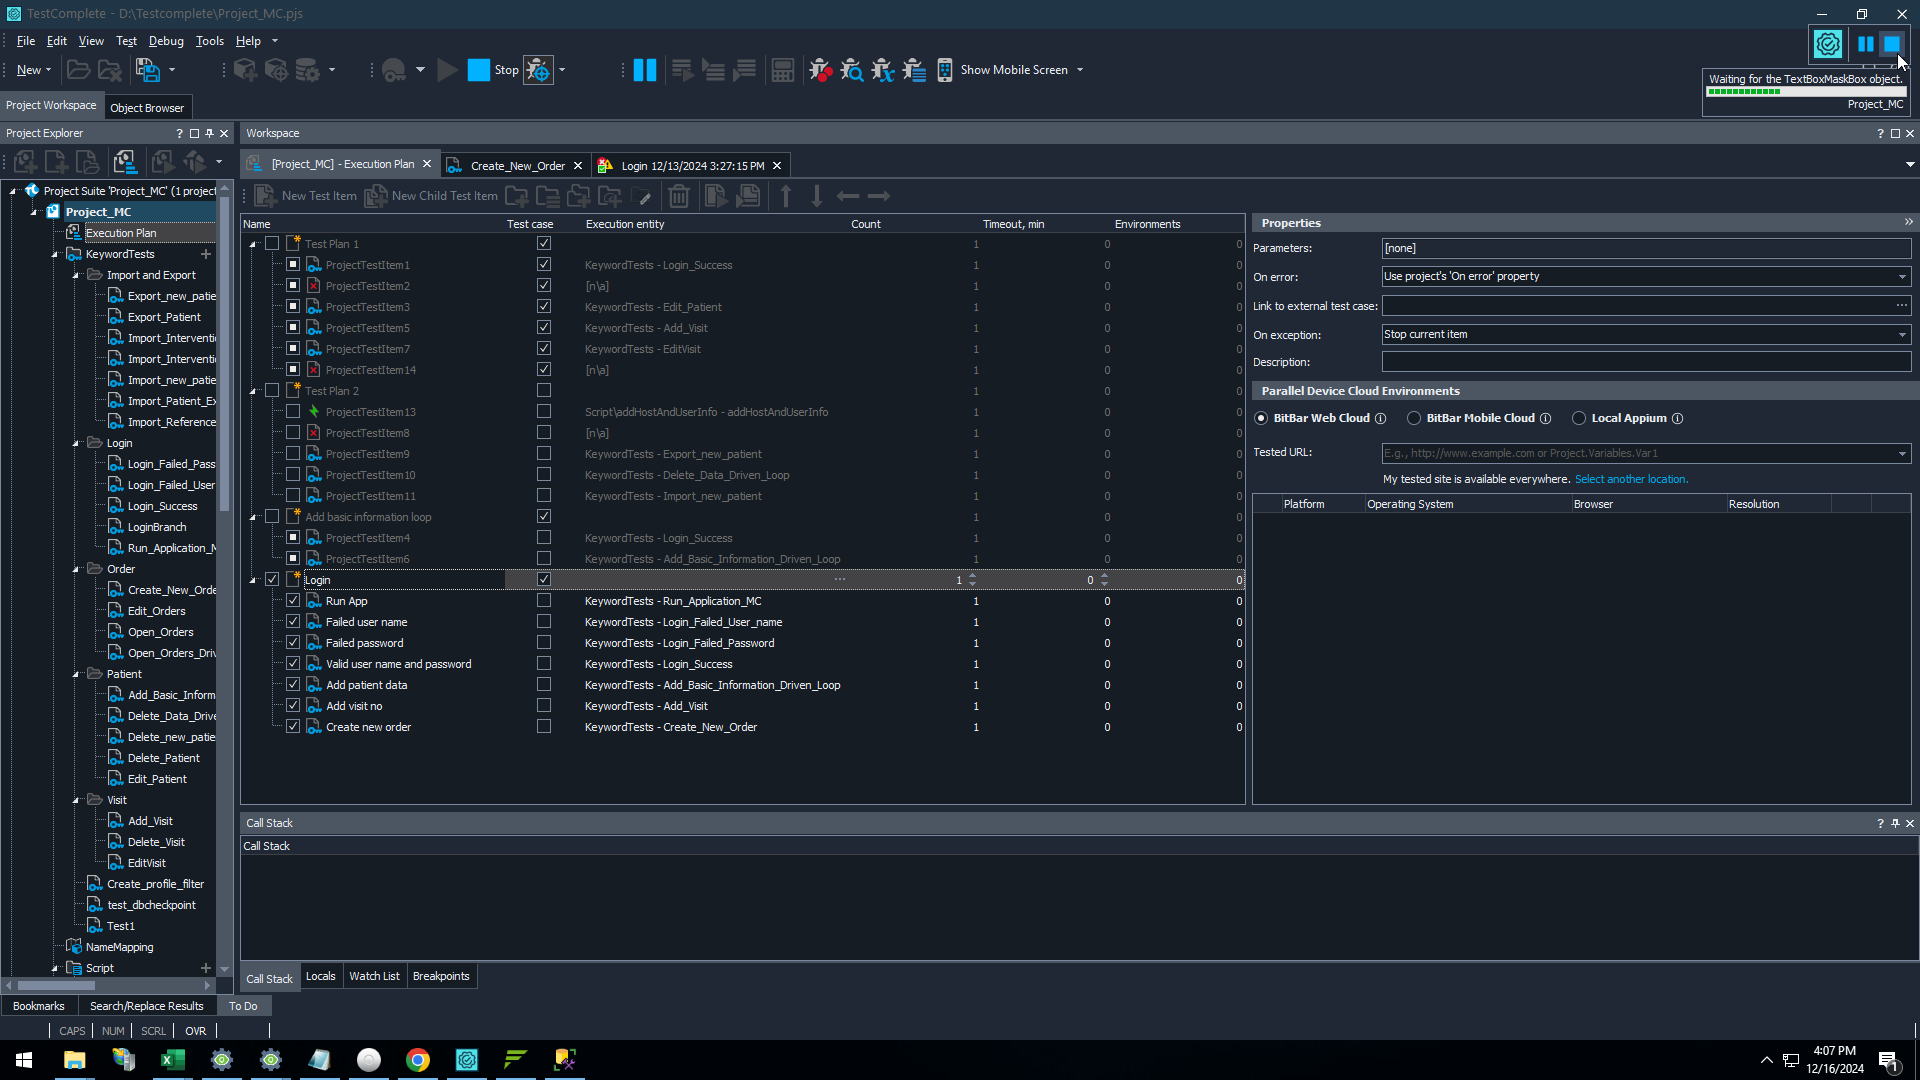 TestComplete - D:\Testcomplete\Project_MC.pjs
File Edit View Test Debug Tools Help
New Stop Show Mobile Screen
Waiting for the TextBoxMaskBox object.
Project_MC
Project Workspace Object Browser
Project Explorer ?
Workspace ?
[Project_MC] - Execution Plan Create_New_Order Login 12/13/2024 3:27:15 PM
New Test Item New Child Test Item
Project Suite 'Project_MC' (1 project
Project_MC
Execution Plan
KeywordTests
Import and Export
Export_new_patie
Export_Patient
Import_Interventi
Import_Interventi
Import_new_patie
Import_Patient_Ex
Import_Reference
Login
Login_Failed_Pass
Login_Failed_User
Login_Success
LoginBranch
Run_Application_M
Order
Create_New_Orde
Edit_Orders
Open_Orders
Open_Orders_Driv
Patient
Add_Basic_Inform
Delete_Data_Drive
Delete_new_patie
Delete_Patient
Edit_Patient
Visit
Add_Visit
Delete_Visit
EditVisit
Create_profile_filter
test_dbcheckpoint
Test1
NameMapping
Script
Name Test case Execution entity Count Timeout, min Environments
Test Plan 1 1 0 0
ProjectTestItem1 KeywordTests - Login_Success 1 0 0
ProjectTestItem2 [n\a] 1 0 0
ProjectTestItem3 KeywordTests - Edit_Patient 1 0 0
ProjectTestItem5 KeywordTests - Add_Visit 1 0 0
ProjectTestItem7 KeywordTests - EditVisit 1 0 0
ProjectTestItem14 [n\a] 1 0 0
Test Plan 2 1 0 0
ProjectTestItem13 Script\addHostAndUserInfo - addHostAndUserInfo 1 0 0
ProjectTestItem8 [n\a] 1 0 0
ProjectTestItem9 KeywordTests - Export_new_patient 1 0 0
ProjectTestItem10 KeywordTests - Delete_Data_Driven_Loop 1 0 0
ProjectTestItem11 KeywordTests - Import_new_patient 1 0 0
Add basic information loop 1 0 0
ProjectTestItem4 KeywordTests - Login_Success 1 0 0
ProjectTestItem6 KeywordTests - Add_Basic_Information_Driven_Loop 1 0 0
Login ... 1 0 0
Run App KeywordTests - Run_Application_MC 1 0 0
Failed user name KeywordTests - Login_Failed_User_name 1 0 0
Failed password KeywordTests - Login_Failed_Password 1 0 0
Valid user name and password KeywordTests - Login_Success 1 0 0
Add patient data KeywordTests - Add_Basic_Information_Driven_Loop 1 0 0
Add visit no KeywordTests - Add_Visit 1 0 0
Create new order KeywordTests - Create_New_Order 1 0 0
Properties »
Parameters: [none]
On error: Use project's 'On error' property
Link to external test case: ...
On exception: Stop current item
Description:
Parallel Device Cloud Environments
BitBar Web Cloud BitBar Mobile Cloud Local Appium
Tested URL: E.g., http://www.example.com or Project.Variables.Var1
My tested site is available everywhere. Select another location.
Platform Operating System Browser Resolution
Call Stack ?
Call Stack
Call Stack Locals Watch List Breakpoints
Bookmarks Search/Replace Results To Do
CAPS NUM SCRL OVR
4:07 PM
12/16/2024
1